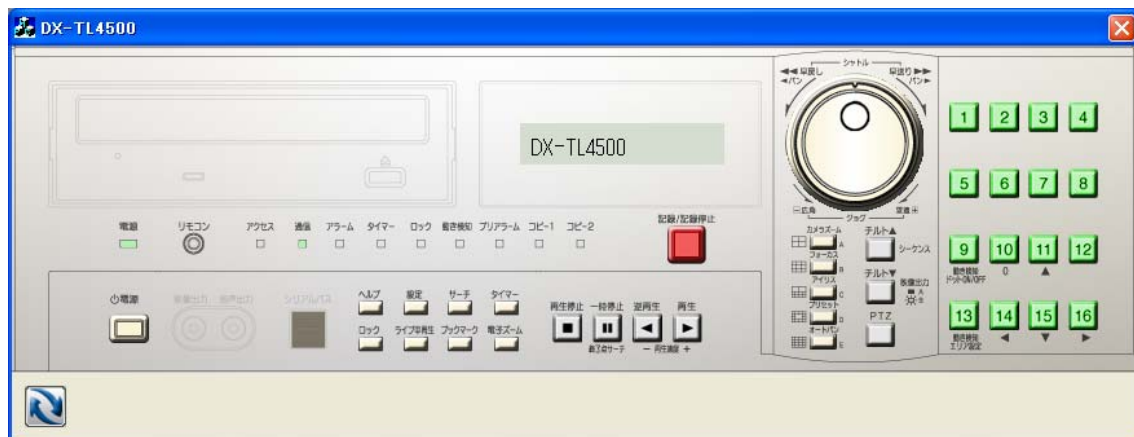 DX-TL4500
シャトル
◀◀ 早戻し 早送り ▶▶
◀パン パン▶
DX-TL4500
1 2 3 4
5 6 7 8
電源 リモコン アクセス 通信 アラーム タイマー ロック 動き検知 プリアラーム コピー1 コピー2
記録/記録停止
－広角 望遠＋
ジョグ
カメラズーム A
フォーカス B
アイリス C
プリセット D
オートパン E
チルト▲
シーケンス
チルト▼
映像出力
A
B
PTZ
9 10 11 12
動き検知 0 ▲
ドットON/OFF
13 14 15 16
動き検知 ◀ ▼ ▶
エリア設定
電源
映像出力 音声出力 シリアルバス
ヘルプ 設定 サーチ タイマー
ロック ライブ中再生 ブックマーク 電子ズーム
再生停止 一時停止 逆再生 再生
終了点サーチ － 再生速度 ＋